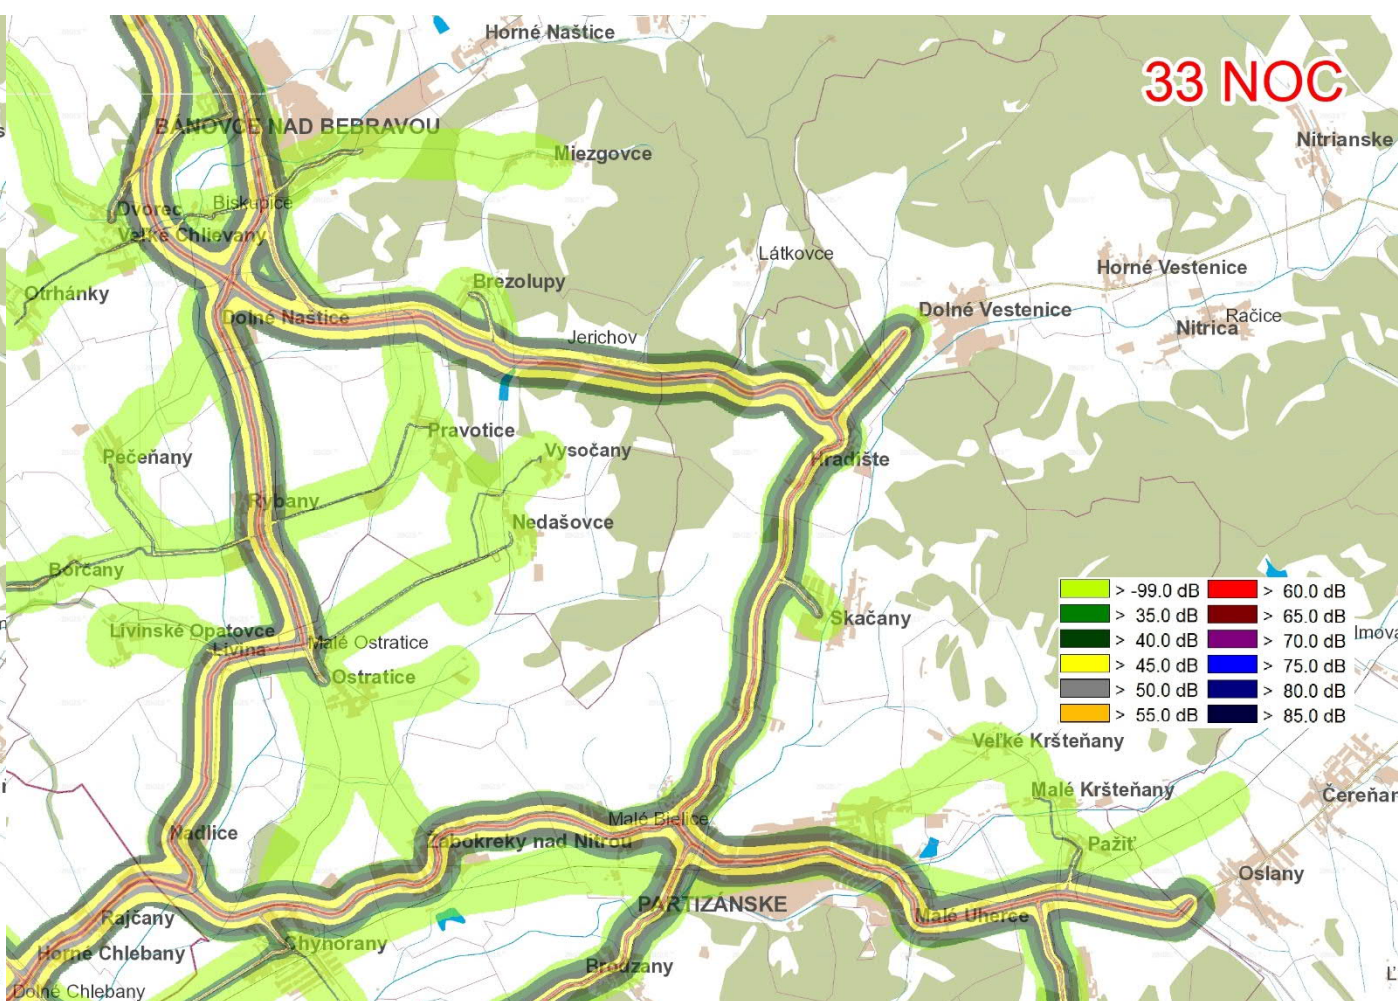 Horné Naštice
33 NOC
BÁNOVCE NAD BEBRAVOU
Nitrianske
Miezgovce
Dvorec
Biskupice
Veľké Chlievany
Látkovce
Horné Vestenice
Brezolupy
Otrhánky
Dolné Vestenice
Račice
Dolné Naštice
Nitrica
Jerichov
Pravotice
Vysočany
Pečeňany
Hradište
Rybany
Nedašovce
Borčany
> -99.0 dB
> 60.0 dB
> 35.0 dB
> 65.0 dB
> 40.0 dB
> 70.0 dB
> 45.0 dB
> 75.0 dB
> 50.0 dB
> 80.0 dB
> 55.0 dB
> 85.0 dB
Skačany
Livinské Opatovce
Malé Ostratice
Livina
Ostratice
Veľké Kršteňany
Malé Kršteňany
Malé Bielice
Nadlice
Žabokreky nad Nitrou
Pažiť
Oslany
PARTIZÁNSKE
Rajčany
Malé Uherce
Chynorany
Horné Chlebany
Brodzany
Dolné Chlebany